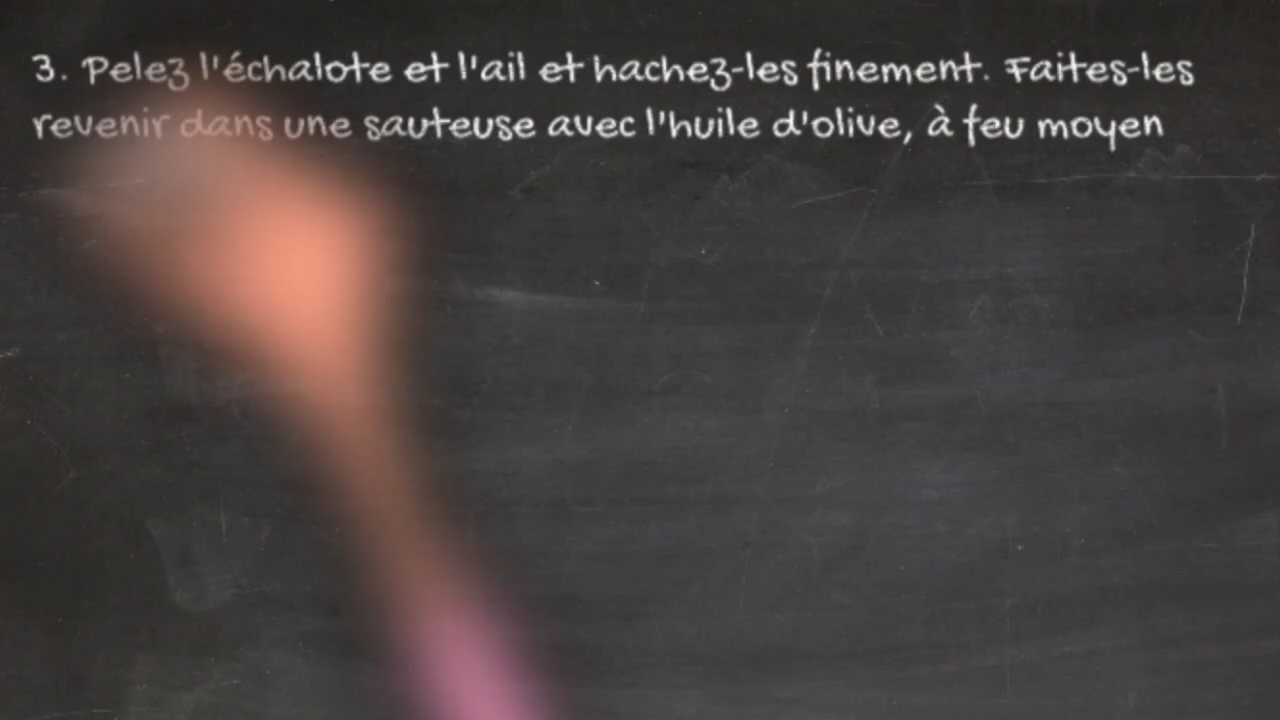 3. Pelez l'échalote et l'ail et hachez-les finement. Faites-les
revenir dans une sauteuse avec l'huile d'olive, à feu moyen